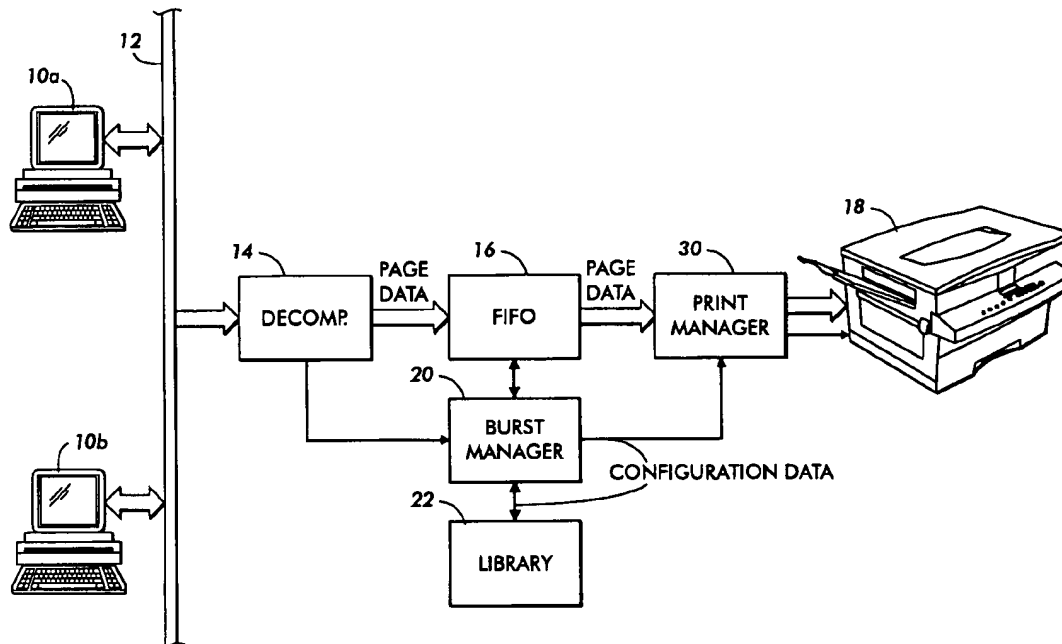 12
10a
18
14
PAGE
DATA
16
PAGE
DATA
30
DECOMP.
FIFO
PRINT
MANAGER
20
BURST
MANAGER
10b
CONFIGURATION DATA
22
LIBRARY